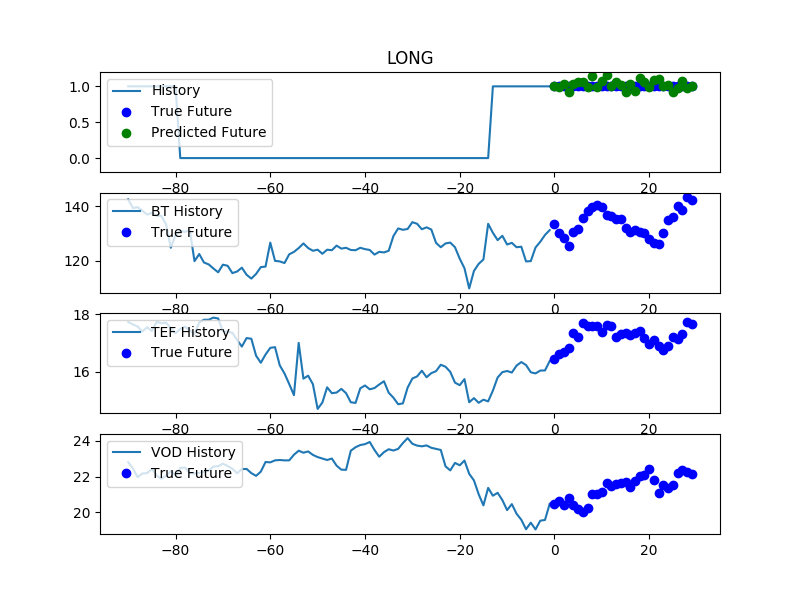 LONG
1.0
0.5
0.0
History
True Future
Predicted Future
−80 −60 −40 −20 0 20
140
120
BT History
True Future
−80 −60 −40 −20 0 20
18
16
TEF History
True Future
−80 −60 −40 −20 0 20
24
22
20
VOD History
True Future
−80 −60 −40 −20 0 20